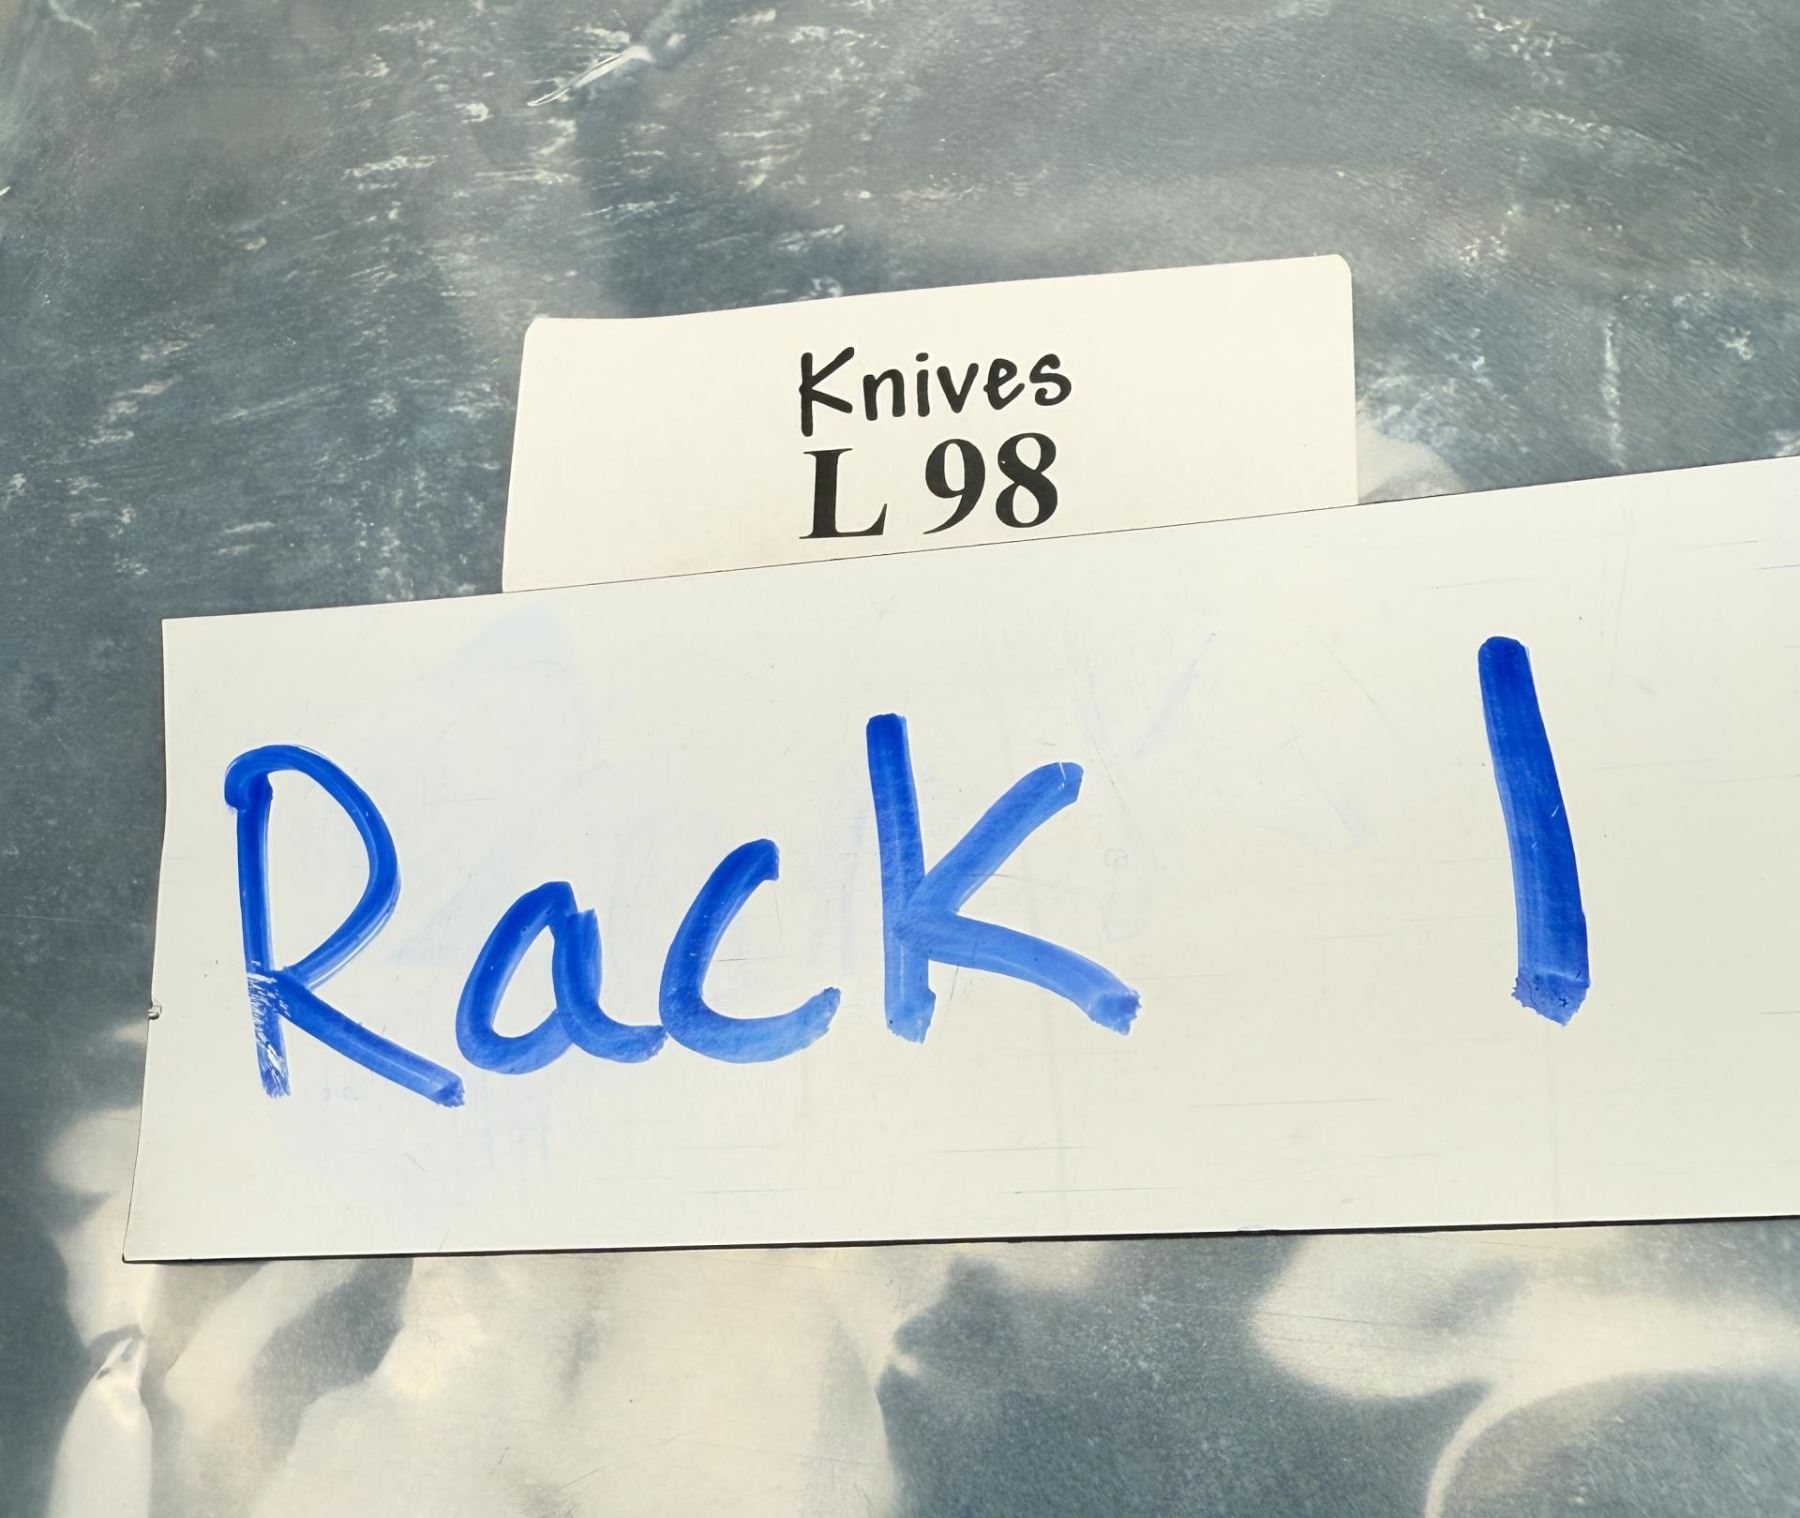 Knives
L 98
Rack 1